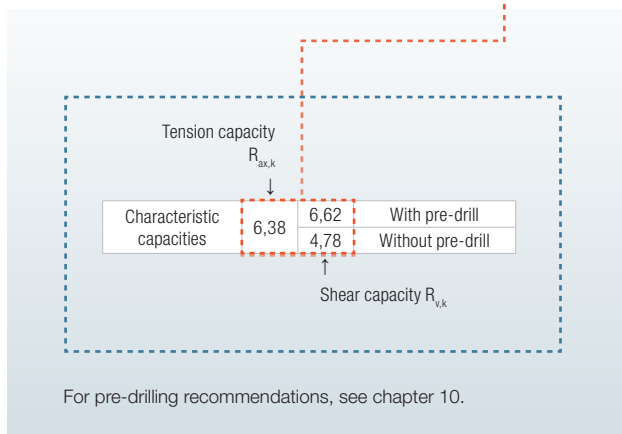 Tension capacity
R_ax,k
↓
Characteristic capacities 6,38 6,62 With pre-drill
4,78 Without pre-drill
↑
Shear capacity R_v,k
For pre-drilling recommendations, see chapter 10.